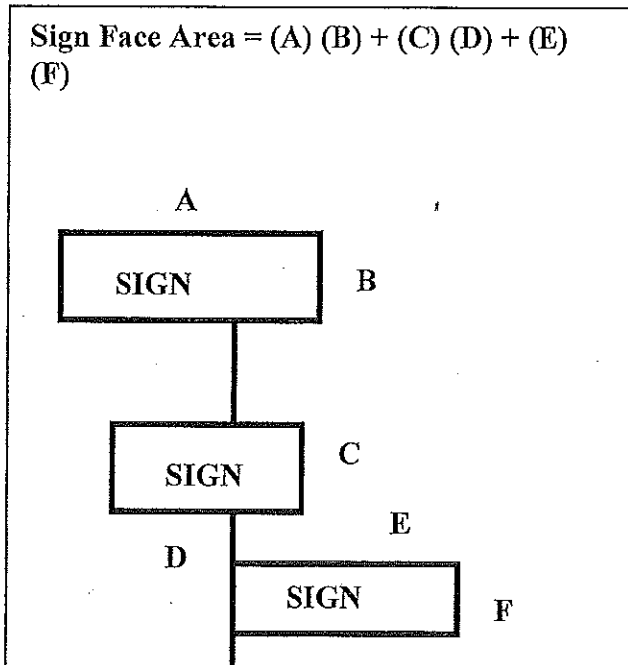 Sign Face Area = (A) (B) + (C) (D) + (E)
(F)
A
SIGN
B
SIGN
C
D
E
SIGN
F